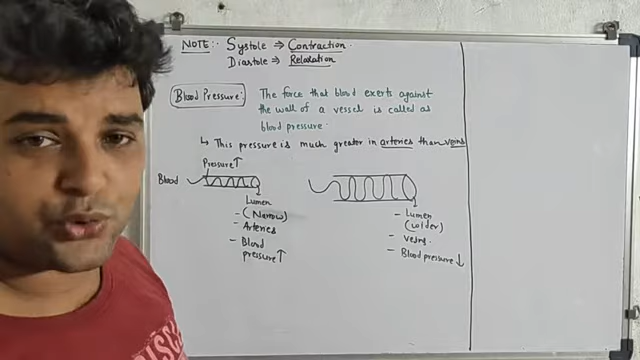 NOTE:- Systole ⇒ Contraction.
Diastole ⇒ Relaxation
Blood Pressure: The force that blood exerts against
the wall of a vessel is called as
blood pressure.
↳ This pressure is much greater in arteries than veins
Pressure ↑
Blood
Lumen
- (Narrow)
- Arteries
- Blood
pressure ↑
- Lumen
(wider)
- veins.
- Blood pressure ↓
DISC